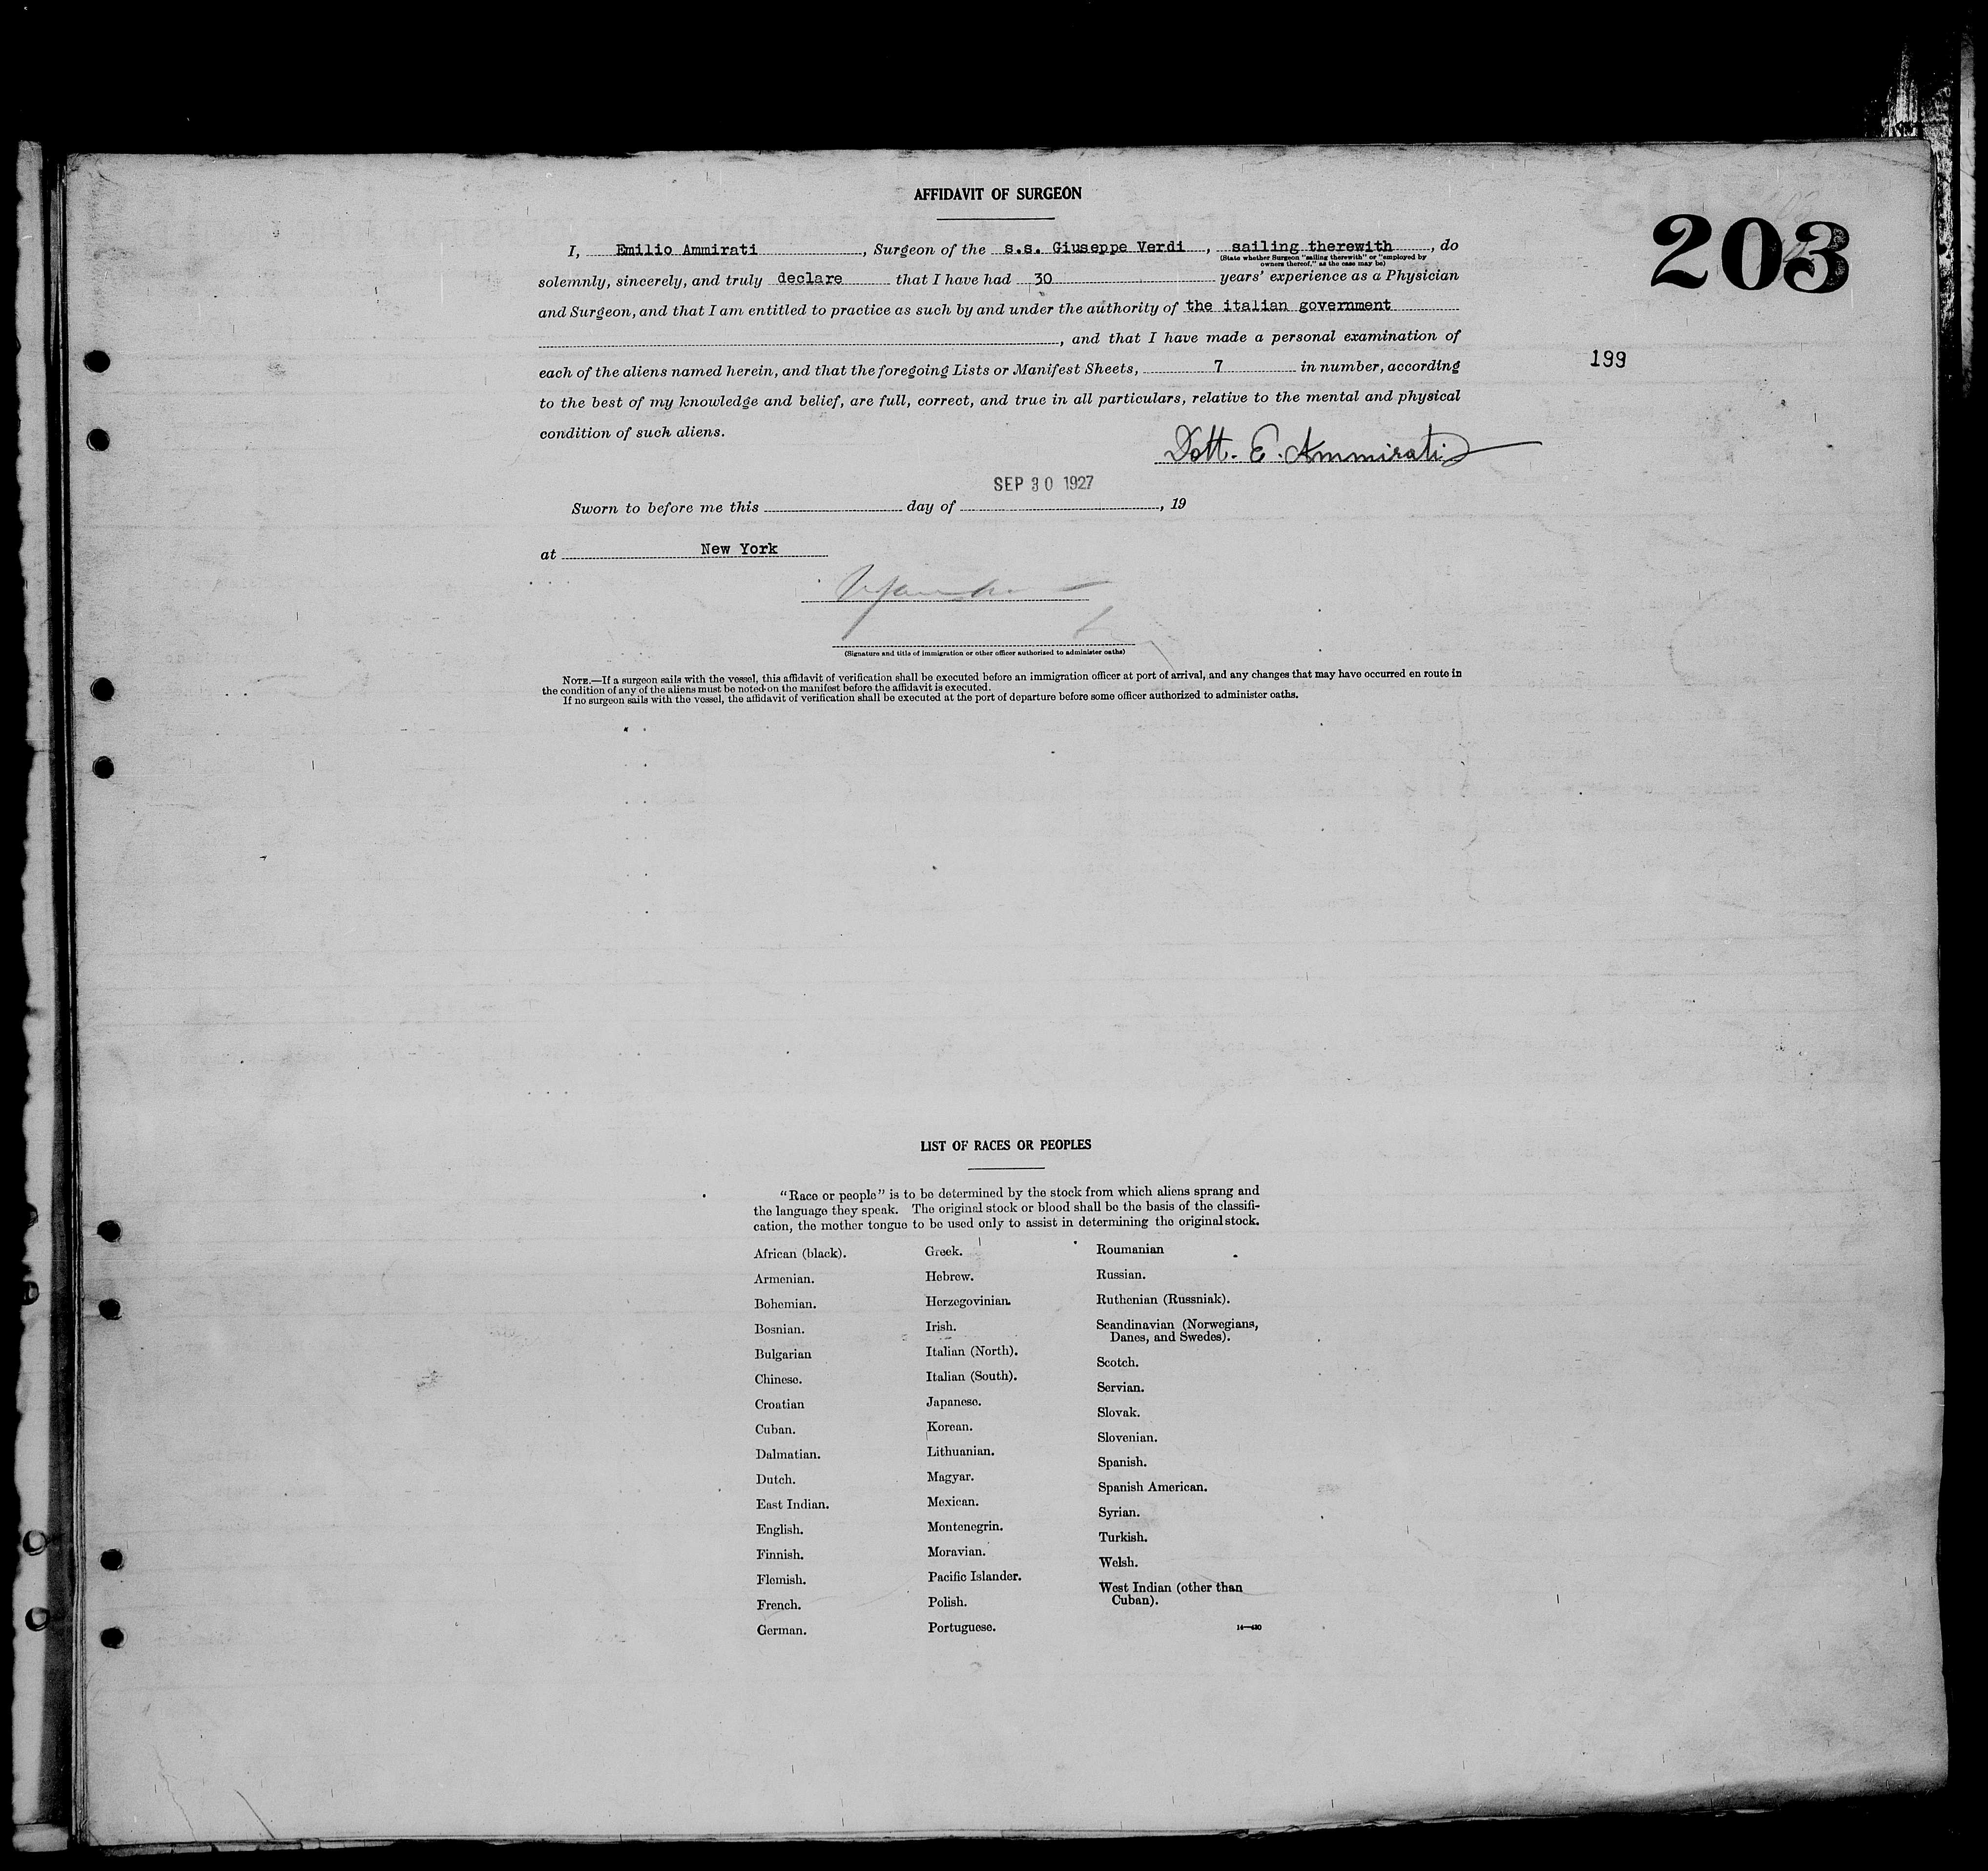 AFFIDAVIT OF SURGEON
203
I, Emilio Ammirati, Surgeon of the s.s. Giuseppe Verdi, sailing therewith, do
(State whether Surgeon "sailing therewith" or "employed by
owners thereof," as the case may be)
solemnly, sincerely, and truly declare that I have had 30 years' experience as a Physician
and Surgeon, and that I am entitled to practice as such by and under the authority of the italian government
, and that I have made a personal examination of
199
each of the aliens named herein, and that the foregoing Lists or Manifest Sheets, 7 in number, according
to the best of my knowledge and belief, are full, correct, and true in all particulars, relative to the mental and physical
condition of such aliens.
Dott. E. Ammirati
SEP 30 1927
Sworn to before me this day of , 19
at New York
(Signature and title of immigration or other officer authorized to administer oaths)
NOTE.—If a surgeon sails with the vessel, this affidavit of verification shall be executed before an immigration officer at port of arrival, and any changes that may have occurred en route in
the condition of any of the aliens must be noted on the manifest before the affidavit is executed.
If no surgeon sails with the vessel, the affidavit of verification shall be executed at the port of departure before some officer authorized to administer oaths.
LIST OF RACES OR PEOPLES
"Race or people" is to be determined by the stock from which aliens sprang and
the language they speak. The original stock or blood shall be the basis of the classifi-
cation, the mother tongue to be used only to assist in determining the original stock.
African (black).
Armenian.
Bohemian.
Bosnian.
Bulgarian
Chinese.
Croatian
Cuban.
Dalmatian.
Dutch.
East Indian.
English.
Finnish.
Flemish.
French.
German.
Greek.
Hebrew.
Herzegovinian.
Irish.
Italian (North).
Italian (South).
Japanese.
Korean.
Lithuanian.
Magyar.
Mexican.
Montenegrin.
Moravian.
Pacific Islander.
Polish.
Portuguese.
Roumanian
Russian.
Ruthenian (Russniak).
Scandinavian (Norwegians,
Danes, and Swedes).
Scotch.
Servian.
Slovak.
Slovenian.
Spanish.
Spanish American.
Syrian.
Turkish.
Welsh.
West Indian (other than
Cuban).
14—430